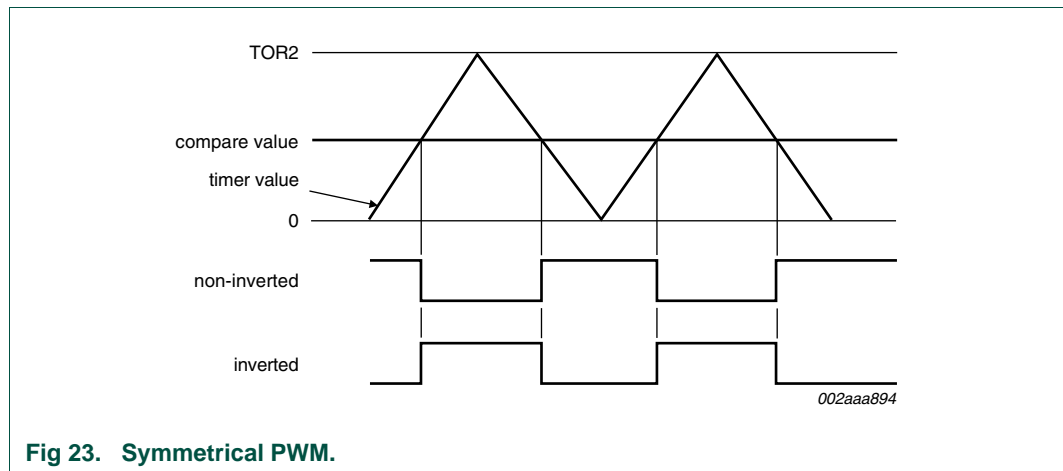 TOR2
compare value
timer value
0
non-inverted
inverted
002aaa894
Fig 23. Symmetrical PWM.